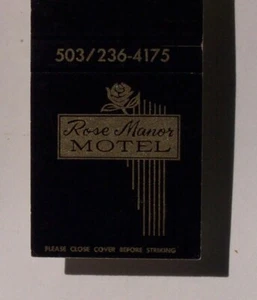 503/236-4175
Rose Manor
MOTEL
PLEASE CLOSE COVER BEFORE STRIKING